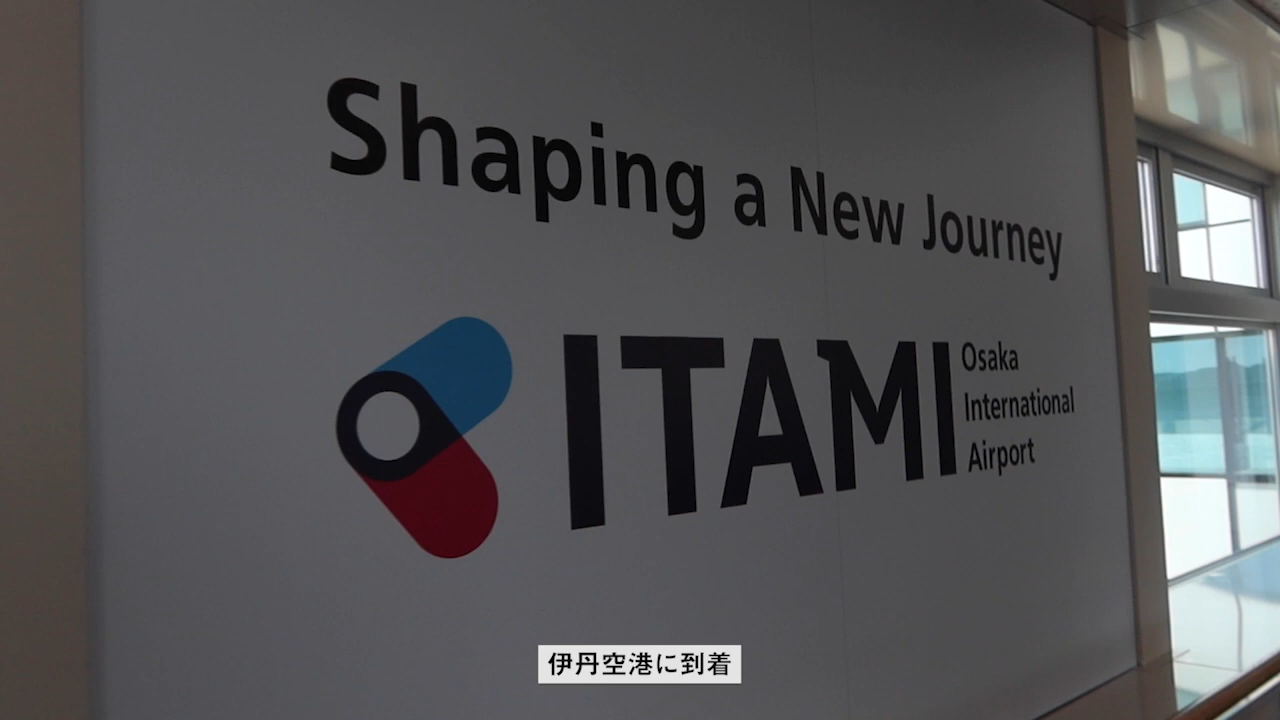 Shaping a New Journey
ITAMI
Osaka
International
Airport
伊丹空港に到着